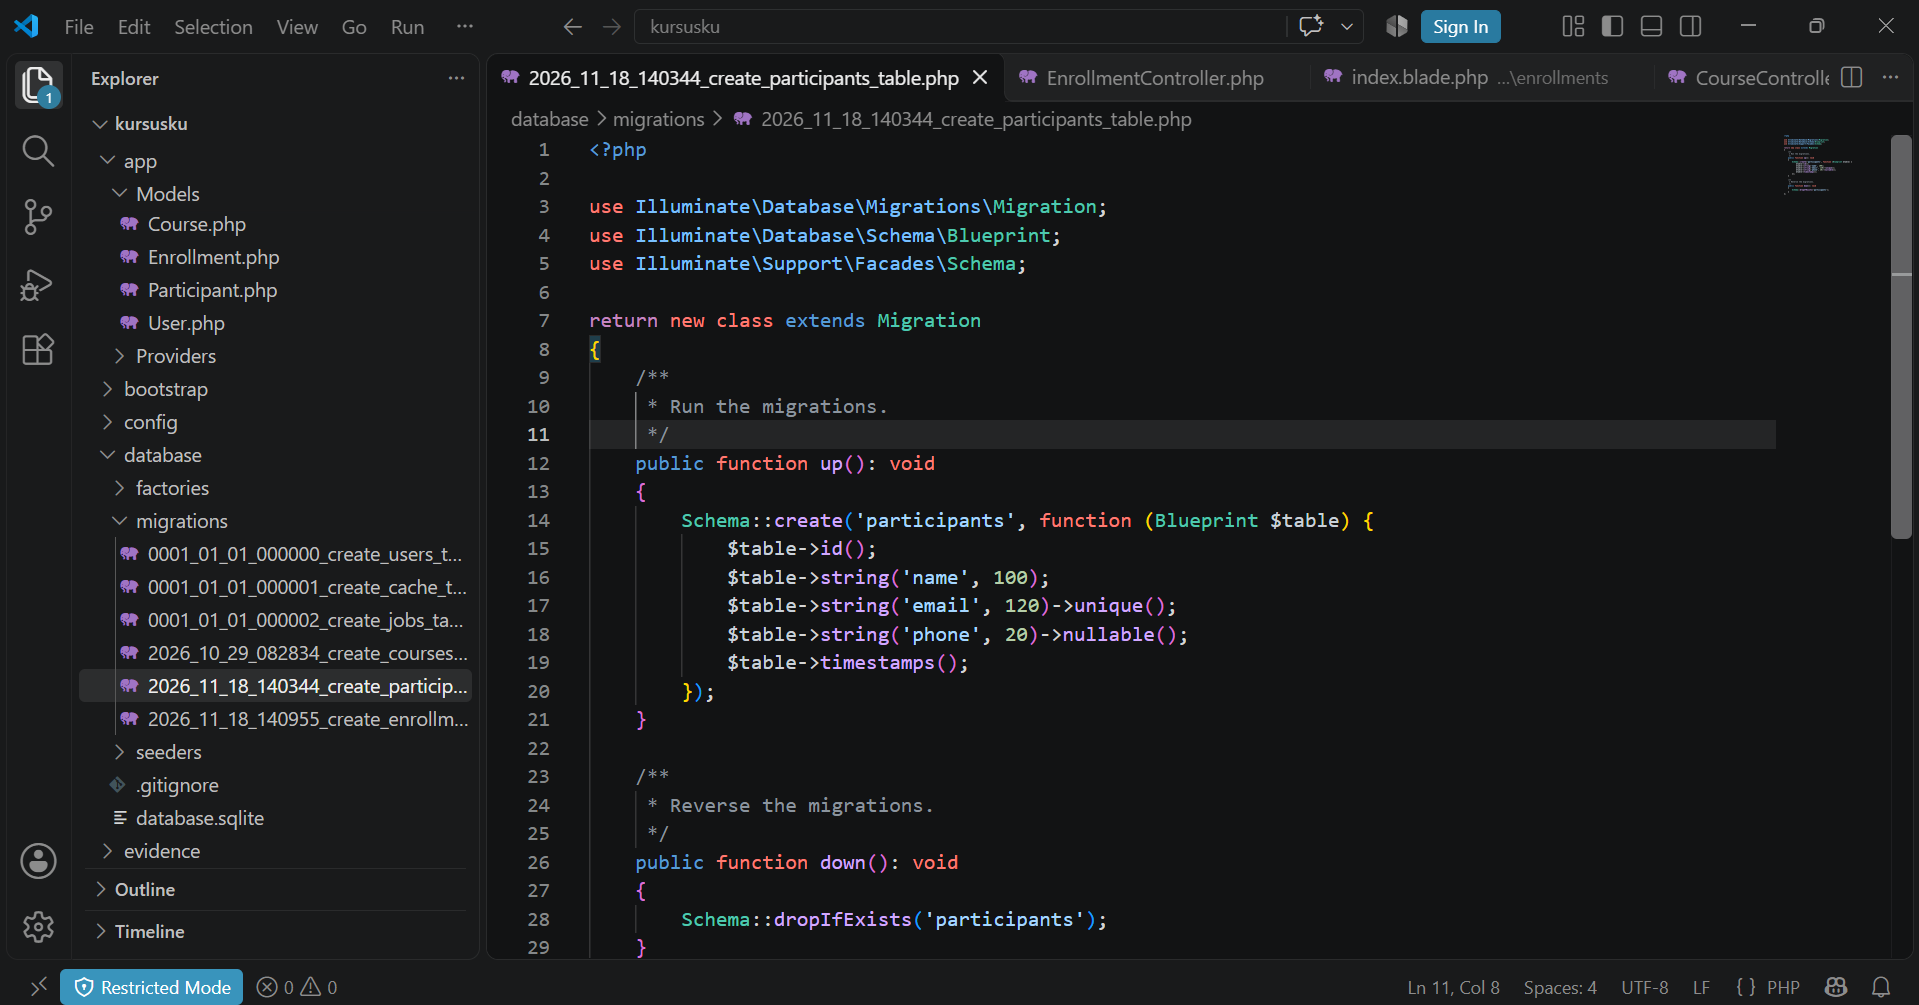 File Edit Selection View Go Run ... kursusku Sign In
Explorer ...
1
kursusku
app
Models
Course.php
Enrollment.php
Participant.php
User.php
Providers
bootstrap
config
database
factories
migrations
0001_01_01_000000_create_users_t...
0001_01_01_000001_create_cache_t...
0001_01_01_000002_create_jobs_ta...
2026_10_29_082834_create_courses...
2026_11_18_140344_create_particip...
2026_11_18_140955_create_enrollm...
seeders
.gitignore
database.sqlite
evidence
Outline
Timeline
2026_11_18_140344_create_participants_table.php EnrollmentController.php index.blade.php ...\enrollments CourseControlle ...
database > migrations > 2026_11_18_140344_create_participants_table.php
1 <?php
2
3 use Illuminate\Database\Migrations\Migration;
4 use Illuminate\Database\Schema\Blueprint;
5 use Illuminate\Support\Facades\Schema;
6
7 return new class extends Migration
8 {
9 /**
10 * Run the migrations.
11 */
12 public function up(): void
13 {
14 Schema::create('participants', function (Blueprint $table) {
15 $table->id();
16 $table->string('name', 100);
17 $table->string('email', 120)->unique();
18 $table->string('phone', 20)->nullable();
19 $table->timestamps();
20 });
21 }
22
23 /**
24 * Reverse the migrations.
25 */
26 public function down(): void
27 {
28 Schema::dropIfExists('participants');
29 }
Restricted Mode 0 0 Ln 11, Col 8 Spaces: 4 UTF-8 LF { } PHP